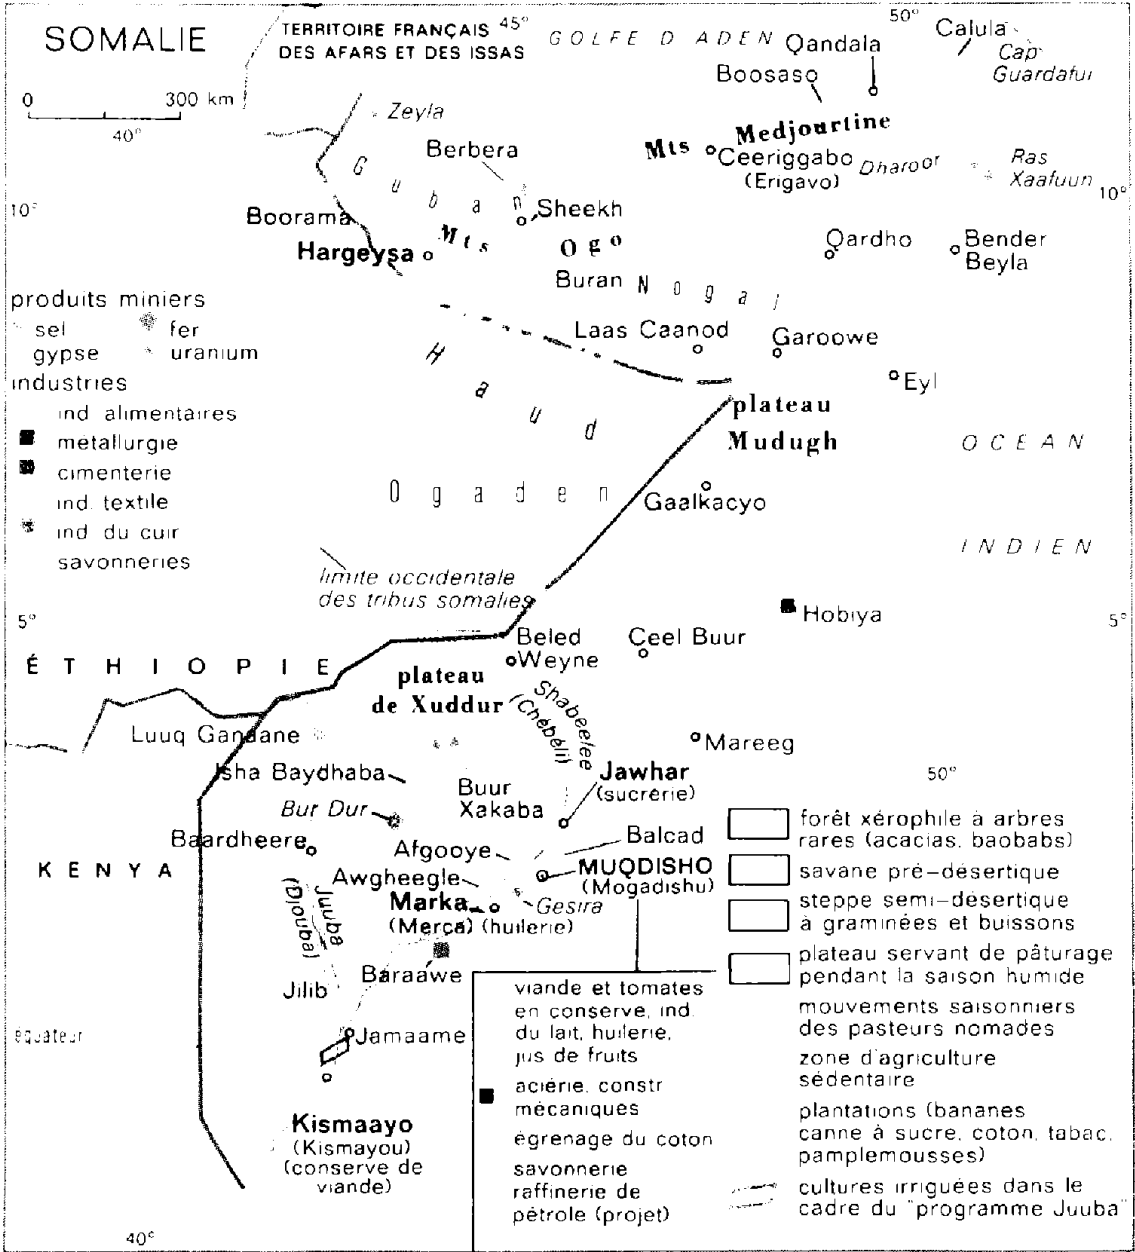 SOMALIE
TERRITOIRE FRANÇAIS
DES AFARS ET DES ISSAS
45°
GOLFE D ADEN
50°
Qandala
Boosaso
Calula
Cap
Guardafui
0 300 km
40°
Zeyla
Berbera
Guban
Mts Medjourtine
Ceeriggabo
(Erigavo)
Dharoor
Ras
Xaafuun
10°
10°
Boorama
Sheekh
Hargeysa
Mts Ogo
Buran
Nogal
Qardho
Bender
Beyla
produits miniers
sel
fer
gypse
uranium
industries
ind alimentaires
métallurgie
cimenterie
ind. textile
ind du cuir
savonneries
Laas Caanod
Garoowe
Eyl
Haud
plateau
Mudugh
OCEAN
INDIEN
Ogaden
Gaalkacyo
limite occidentale
des tribus somalies
5°
5°
Hobiya
Beled
Weyne
Ceel Buur
ÉTHIOPIE
plateau
de Xuddur
Shabeelee
(Chébéli)
Luuq Ganaane
Mareeg
Isha Baydhaba
Buur
Xakaba
Jawhar
(sucrérie)
50°
Bur Dur
Baardheere
Balcad
Afgooye
KENYA
MUQDISHO
(Mogadishu)
Awgheegle
Gesira
Marka
(Merca) (huilerie)
Juuba
(Djouba)
Baraawe
Jilib
équateur
Jamaame
Kismaayo
(Kismayou)
(conserve de
viande)
40°
viande et tomates
en conserve, ind.
du lait, huilerie,
jus de fruits
aciérie, constr
mécaniques
égrenage du coton
savonnerie
raffinerie de
pétrole (projet)
forêt xérophile à arbres
rares (acacias, baobabs)
savane pré-désertique
steppe semi-désertique
à graminées et buissons
plateau servant de pâturage
pendant la saison humide
mouvements saisonniers
des pasteurs nomades
zone d'agriculture
sédentaire
plantations (bananes
canne à sucre, coton, tabac,
pamplemousses)
cultures irriguées dans le
cadre du "programme Juuba"